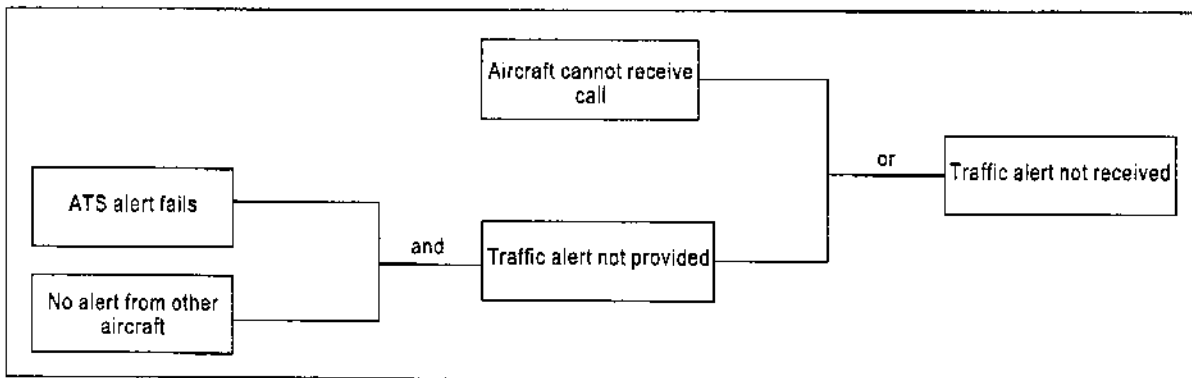 Aircraft cannot receive
call
or
Traffic alert not received
ATS alert fails
and
Traffic alert not provided
No alert from other
aircraft